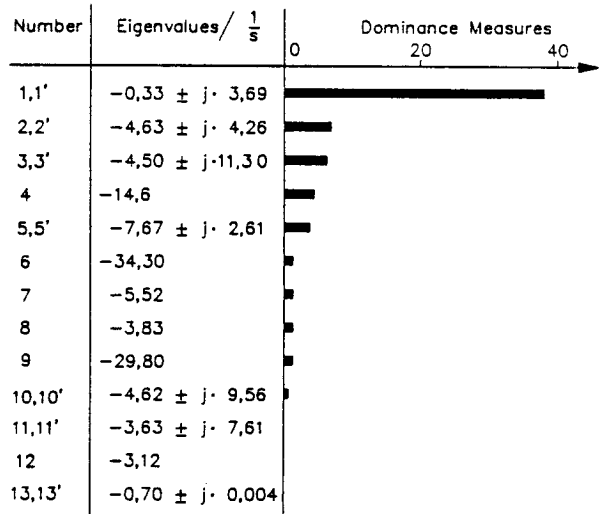 Number Eigenvalues / 1/s Dominance Measures
0 20 40
1,1' -0,33 ± j· 3,69
2,2' -4,63 ± j· 4,26
3,3' -4,50 ± j·11,30
4 -14,6
5,5' -7,67 ± j· 2,61
6 -34,30
7 -5,52
8 -3,83
9 -29,80
10,10' -4,62 ± j· 9,56
11,11' -3,63 ± j· 7,61
12 -3,12
13,13' -0,70 ± j· 0,004